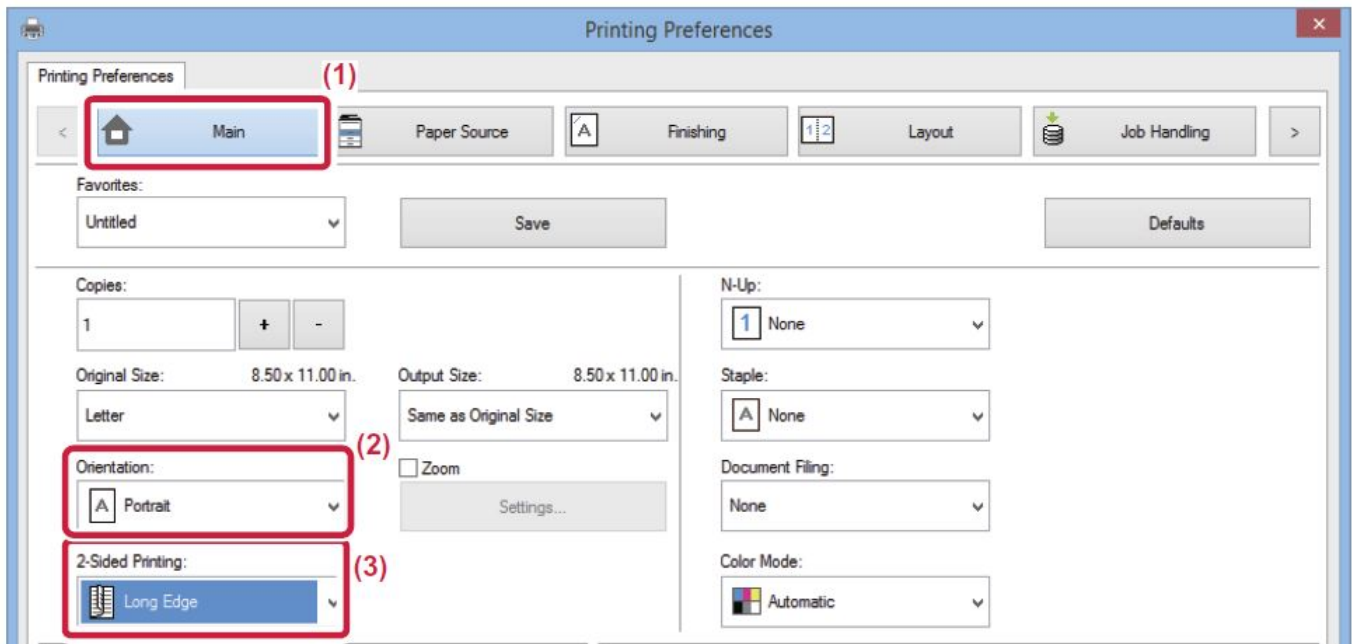 Printing Preferences
Printing Preferences
(1)
< Main Paper Source A Finishing 1 2 Layout Job Handling >
Favorites:
Untitled Save Defaults
Copies: N-Up:
1 + - 1 None
Original Size: 8.50 x 11.00 in. Output Size: 8.50 x 11.00 in. Staple:
Letter Same as Original Size A None
(2)
Orientation: Zoom Document Filing:
A Portrait Settings... None
2-Sided Printing: (3) Color Mode:
Long Edge Automatic